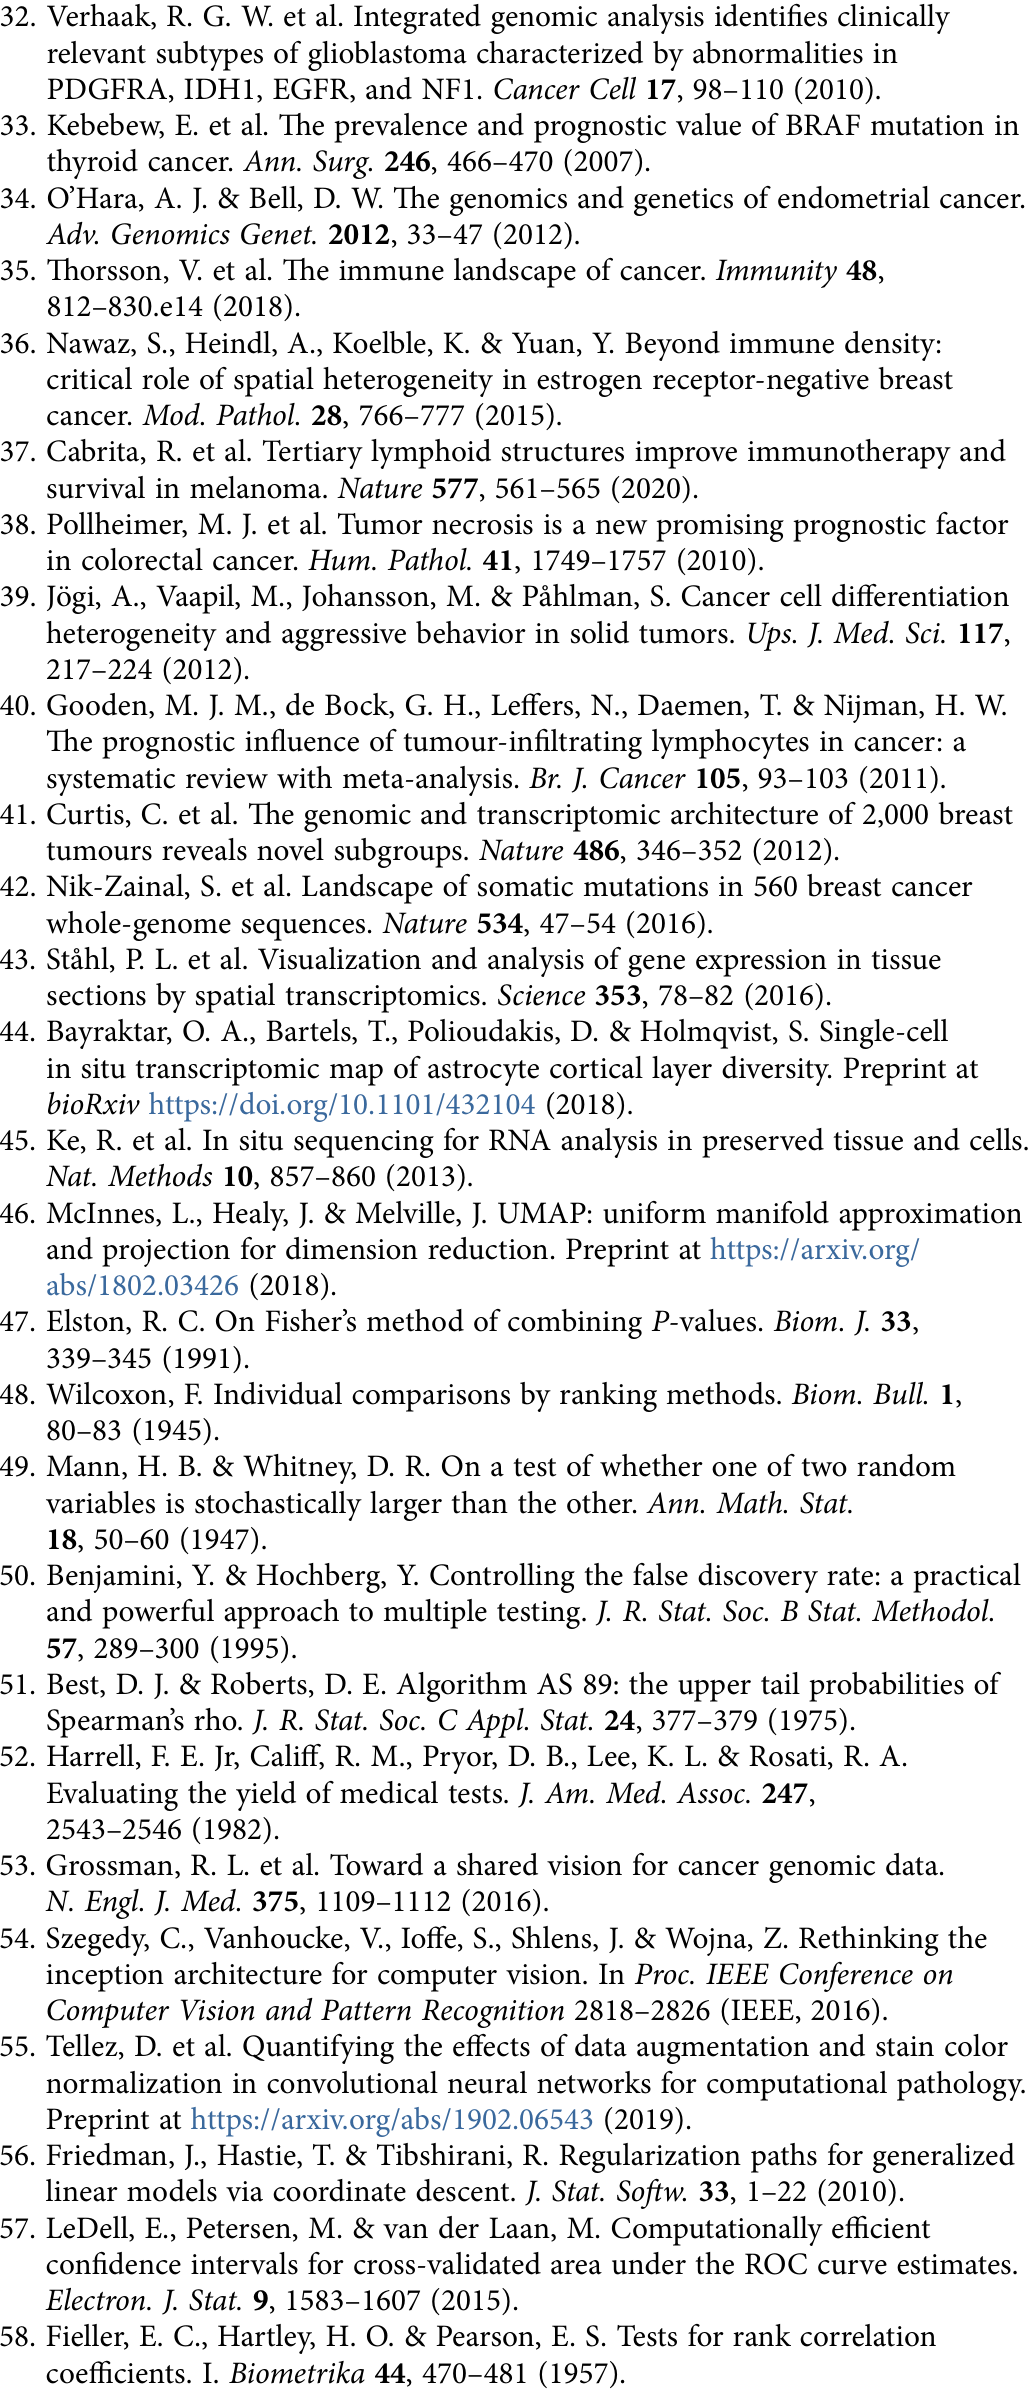 32. Verhaak, R. G. W. et al. Integrated genomic analysis identifies clinically
relevant subtypes of glioblastoma characterized by abnormalities in
PDGFRA, IDH1, EGFR, and NF1. Cancer Cell 17, 98–110 (2010).
33. Kebebew, E. et al. The prevalence and prognostic value of BRAF mutation in
thyroid cancer. Ann. Surg. 246, 466–470 (2007).
34. O’Hara, A. J. & Bell, D. W. The genomics and genetics of endometrial cancer.
Adv. Genomics Genet. 2012, 33–47 (2012).
35. Thorsson, V. et al. The immune landscape of cancer. Immunity 48,
812–830.e14 (2018).
36. Nawaz, S., Heindl, A., Koelble, K. & Yuan, Y. Beyond immune density:
critical role of spatial heterogeneity in estrogen receptor-negative breast
cancer. Mod. Pathol. 28, 766–777 (2015).
37. Cabrita, R. et al. Tertiary lymphoid structures improve immunotherapy and
survival in melanoma. Nature 577, 561–565 (2020).
38. Pollheimer, M. J. et al. Tumor necrosis is a new promising prognostic factor
in colorectal cancer. Hum. Pathol. 41, 1749–1757 (2010).
39. Jögi, A., Vaapil, M., Johansson, M. & Påhlman, S. Cancer cell differentiation
heterogeneity and aggressive behavior in solid tumors. Ups. J. Med. Sci. 117,
217–224 (2012).
40. Gooden, M. J. M., de Bock, G. H., Leffers, N., Daemen, T. & Nijman, H. W.
The prognostic influence of tumour-infiltrating lymphocytes in cancer: a
systematic review with meta-analysis. Br. J. Cancer 105, 93–103 (2011).
41. Curtis, C. et al. The genomic and transcriptomic architecture of 2,000 breast
tumours reveals novel subgroups. Nature 486, 346–352 (2012).
42. Nik-Zainal, S. et al. Landscape of somatic mutations in 560 breast cancer
whole-genome sequences. Nature 534, 47–54 (2016).
43. Ståhl, P. L. et al. Visualization and analysis of gene expression in tissue
sections by spatial transcriptomics. Science 353, 78–82 (2016).
44. Bayraktar, O. A., Bartels, T., Polioudakis, D. & Holmqvist, S. Single-cell
in situ transcriptomic map of astrocyte cortical layer diversity. Preprint at
bioRxiv https://doi.org/10.1101/432104 (2018).
45. Ke, R. et al. In situ sequencing for RNA analysis in preserved tissue and cells.
Nat. Methods 10, 857–860 (2013).
46. McInnes, L., Healy, J. & Melville, J. UMAP: uniform manifold approximation
and projection for dimension reduction. Preprint at https://arxiv.org/
abs/1802.03426 (2018).
47. Elston, R. C. On Fisher’s method of combining P-values. Biom. J. 33,
339–345 (1991).
48. Wilcoxon, F. Individual comparisons by ranking methods. Biom. Bull. 1,
80–83 (1945).
49. Mann, H. B. & Whitney, D. R. On a test of whether one of two random
variables is stochastically larger than the other. Ann. Math. Stat.
18, 50–60 (1947).
50. Benjamini, Y. & Hochberg, Y. Controlling the false discovery rate: a practical
and powerful approach to multiple testing. J. R. Stat. Soc. B Stat. Methodol.
57, 289–300 (1995).
51. Best, D. J. & Roberts, D. E. Algorithm AS 89: the upper tail probabilities of
Spearman’s rho. J. R. Stat. Soc. C Appl. Stat. 24, 377–379 (1975).
52. Harrell, F. E. Jr, Califf, R. M., Pryor, D. B., Lee, K. L. & Rosati, R. A.
Evaluating the yield of medical tests. J. Am. Med. Assoc. 247,
2543–2546 (1982).
53. Grossman, R. L. et al. Toward a shared vision for cancer genomic data.
N. Engl. J. Med. 375, 1109–1112 (2016).
54. Szegedy, C., Vanhoucke, V., Ioffe, S., Shlens, J. & Wojna, Z. Rethinking the
inception architecture for computer vision. In Proc. IEEE Conference on
Computer Vision and Pattern Recognition 2818–2826 (IEEE, 2016).
55. Tellez, D. et al. Quantifying the effects of data augmentation and stain color
normalization in convolutional neural networks for computational pathology.
Preprint at https://arxiv.org/abs/1902.06543 (2019).
56. Friedman, J., Hastie, T. & Tibshirani, R. Regularization paths for generalized
linear models via coordinate descent. J. Stat. Softw. 33, 1–22 (2010).
57. LeDell, E., Petersen, M. & van der Laan, M. Computationally efficient
confidence intervals for cross-validated area under the ROC curve estimates.
Electron. J. Stat. 9, 1583–1607 (2015).
58. Fieller, E. C., Hartley, H. O. & Pearson, E. S. Tests for rank correlation
coefficients. I. Biometrika 44, 470–481 (1957).